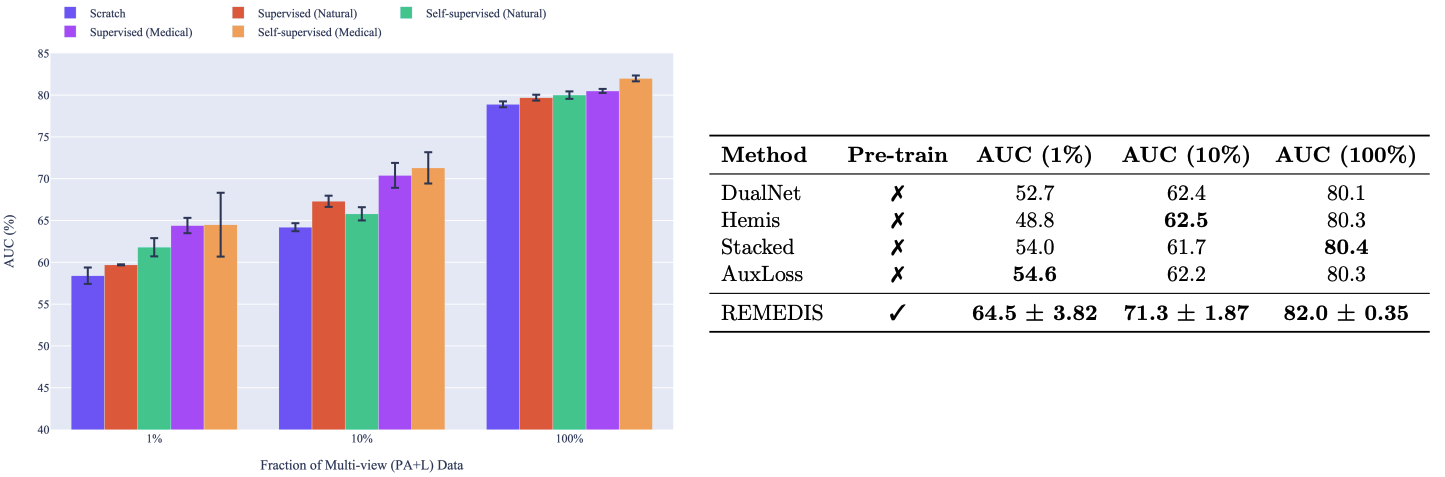 Scratch
Supervised (Natural)
Self-supervised (Natural)
Supervised (Medical)
Self-supervised (Medical)
85
80
75
70
65
60
55
50
45
40
AUC (%)
1%
10%
100%
Fraction of Multi-view (PA+L) Data
Method Pre-train AUC (1%) AUC (10%) AUC (100%)
DualNet ✗ 52.7 62.4 80.1
Hemis ✗ 48.8 62.5 80.3
Stacked ✗ 54.0 61.7 80.4
AuxLoss ✗ 54.6 62.2 80.3
REMEDIS ✓ 64.5 ± 3.82 71.3 ± 1.87 82.0 ± 0.35